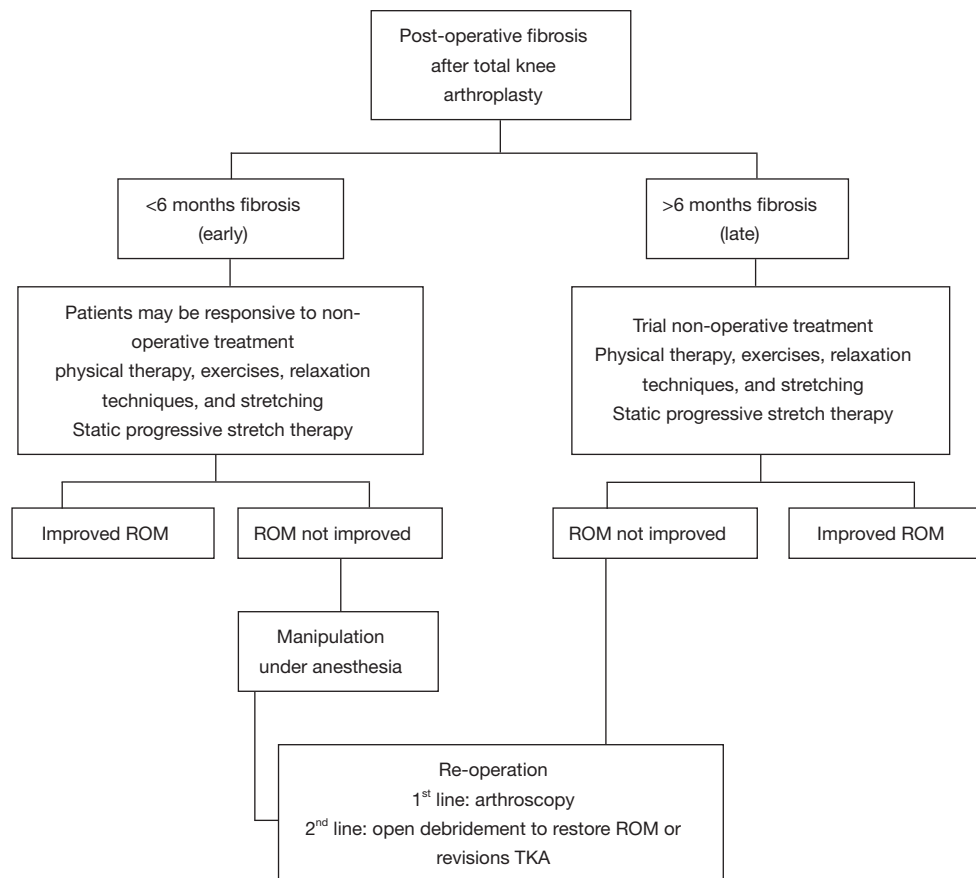 Post-operative fibrosis
after total knee
arthroplasty
<6 months fibrosis
(early)
>6 months fibrosis
(late)
Patients may be responsive to non-
operative treatment
physical therapy, exercises, relaxation
techniques, and stretching
Static progressive stretch therapy
Trial non-operative treatment
Physical therapy, exercises, relaxation
techniques, and stretching
Static progressive stretch therapy
Improved ROM
ROM not improved
ROM not improved
Improved ROM
Manipulation
under anesthesia
Re-operation
1st line: arthroscopy
2nd line: open debridement to restore ROM or
revisions TKA